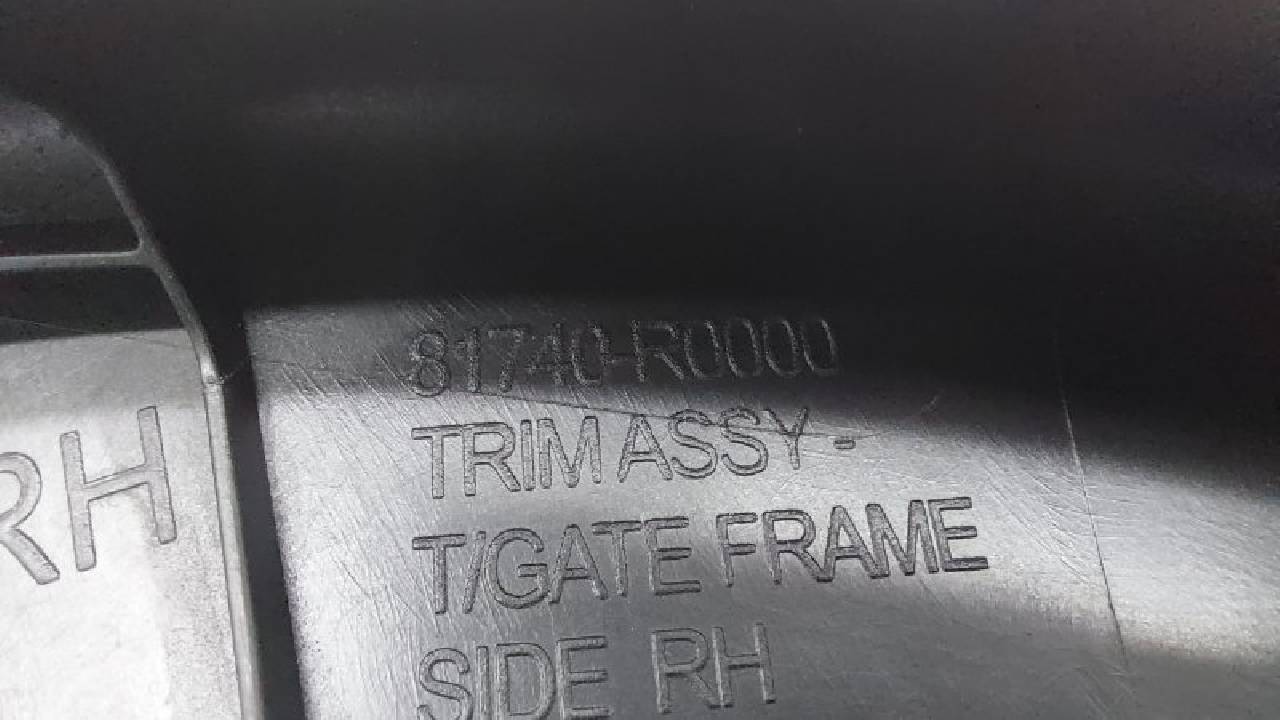 81740-R0000
TRIM ASSY -
T/GATE FRAME
SIDE RH
RH